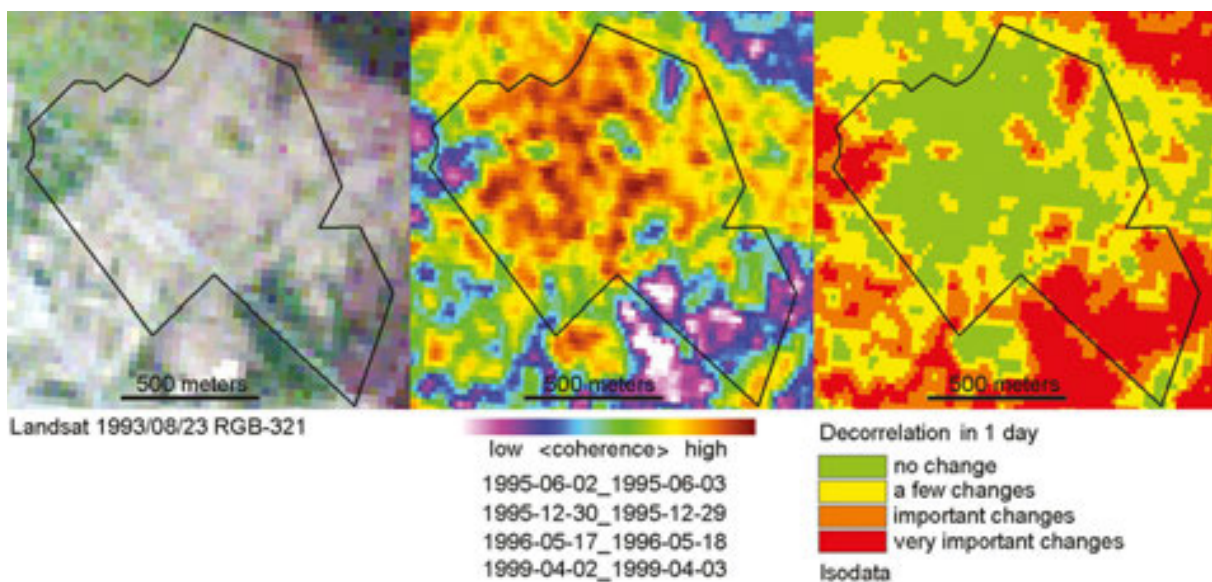 500 meters
500 meters
500 meters
Landsat 1993/08/23 RGB-321
low <coherence> high
1995-06-02_1995-06-03
1995-12-30_1995-12-29
1996-05-17_1996-05-18
1999-04-02_1999-04-03
Decorrelation in 1 day
no change
a few changes
important changes
very important changes
Isodata